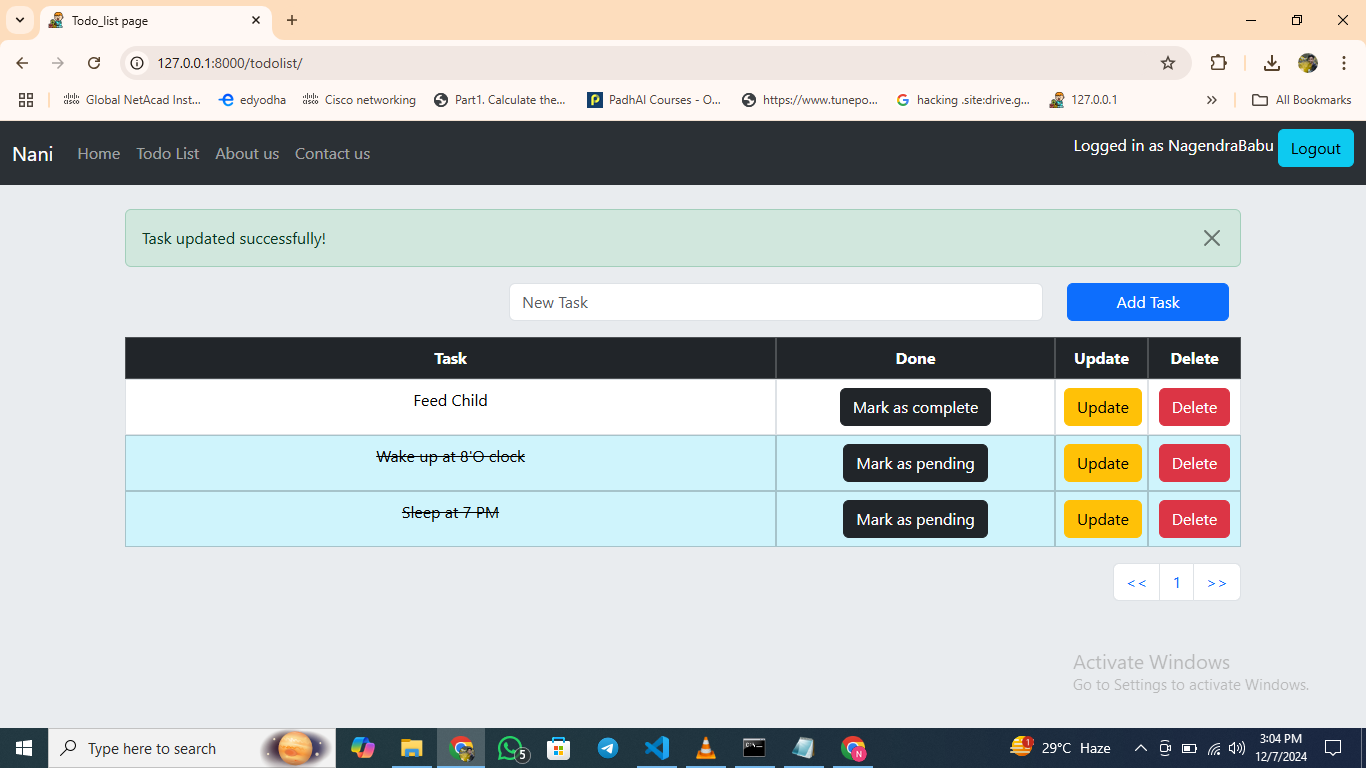 Todo_list page
127.0.0.1:8000/todolist/
Global NetAcad Inst... edyodha Cisco networking Part1. Calculate the... PadhAI Courses - O... https://www.tunepo... hacking .site:drive.g... 127.0.0.1 All Bookmarks
Nani Home Todo List About us Contact us Logged in as NagendraBabu Logout
Task updated successfully!
New Task Add Task
Task Done Update Delete
Feed Child Mark as complete Update Delete
Wake up at 8'O clock Mark as pending Update Delete
Sleep at 7 PM Mark as pending Update Delete
<< 1 >>
Activate Windows
Go to Settings to activate Windows.
Type here to search 5 1 29°C Haze 3:04 PM
12/7/2024